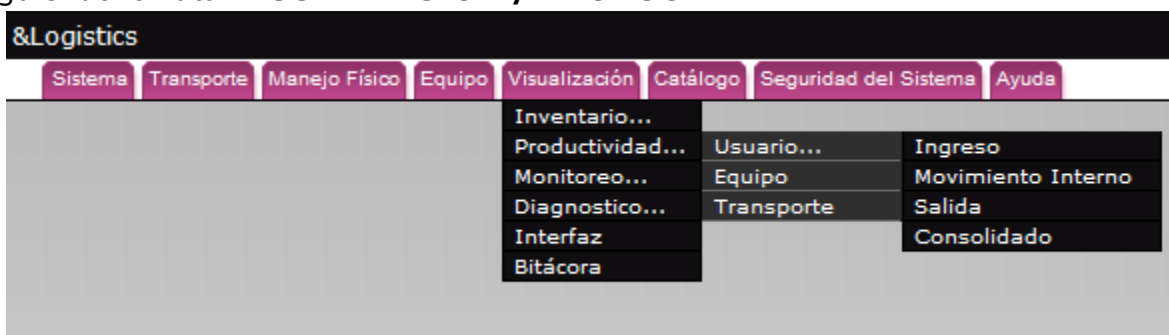 &Logistics
Sistema Transporte Manejo Físico Equipo Visualización Catálogo Seguridad del Sistema Ayuda
Inventario...
Productividad... Usuario... Ingreso
Monitoreo... Equipo Movimiento Interno
Diagnostico... Transporte Salida
Interfaz Consolidado
Bitácora